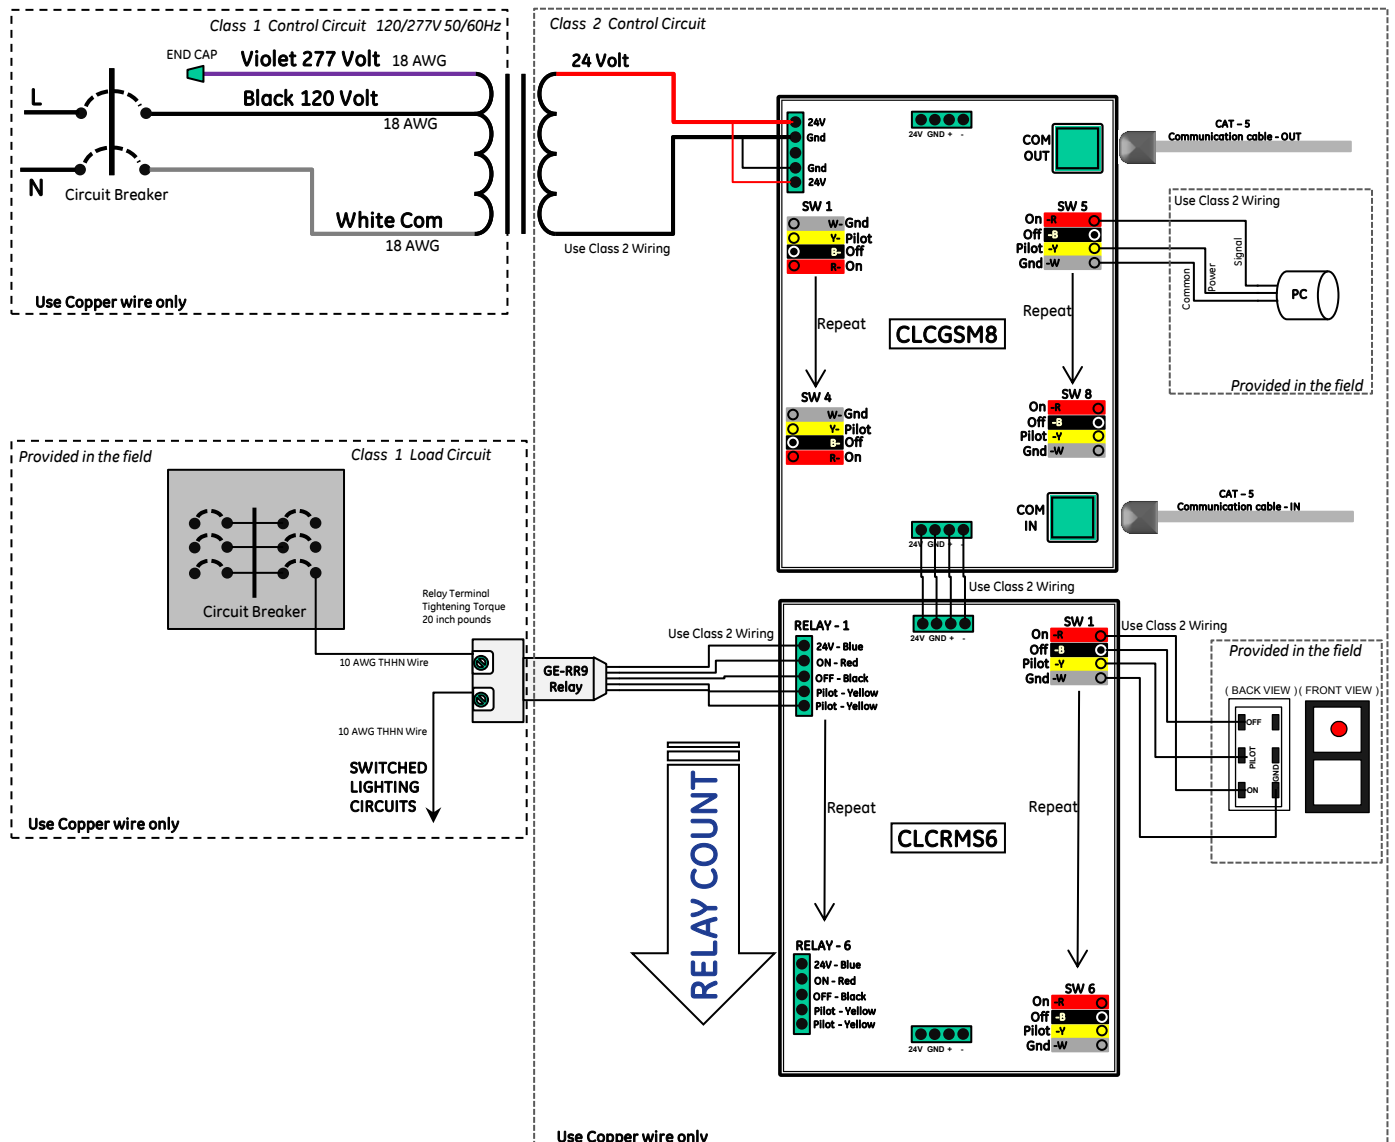 Class 1 Control Circuit 120/277V 50/60Hz
END CAP
Violet 277 Volt 18 AWG
L
Black 120 Volt
18 AWG
N
Circuit Breaker
White Com
18 AWG
Use Copper wire only
Class 2 Control Circuit
24 Volt
Use Class 2 Wiring
24V
Gnd
Gnd
24V
24V GND + -
COM
OUT
CAT – 5
Communication cable - OUT
SW 1
W- Gnd
Y- Pilot
B- Off
R- On
Repeat
SW 4
W- Gnd
Y- Pilot
B- Off
R- On
CLCGSM8
SW 5
On -R
Off -B
Pilot -Y
Gnd -W
Repeat
SW 8
On -R
Off -B
Pilot -Y
Gnd -W
Use Class 2 Wiring
Signal
Power
Common
PC
Provided in the field
COM
IN
CAT – 5
Communication cable - IN
24V GND + -
Use Class 2 Wiring
Provided in the field
Class 1 Load Circuit
Circuit Breaker
Relay Terminal
Tightening Torque
20 inch pounds
10 AWG THHN Wire
10 AWG THHN Wire
SWITCHED
LIGHTING
CIRCUITS
Use Copper wire only
GE-RR9
Relay
Use Class 2 Wiring
RELAY COUNT
24V GND + -
RELAY - 1
24V - Blue
ON - Red
OFF - Black
Pilot - Yellow
Pilot - Yellow
Repeat
RELAY - 6
24V - Blue
ON - Red
OFF - Black
Pilot - Yellow
Pilot - Yellow
CLCRMS6
SW 1
On -R
Off -B
Pilot -Y
Gnd -W
Repeat
SW 6
On -R
Off -B
Pilot -Y
Gnd -W
24V GND + -
Use Class 2 Wiring
Provided in the field
( BACK VIEW ) ( FRONT VIEW )
OFF
PILOT
GND
ON
Use Copper wire only